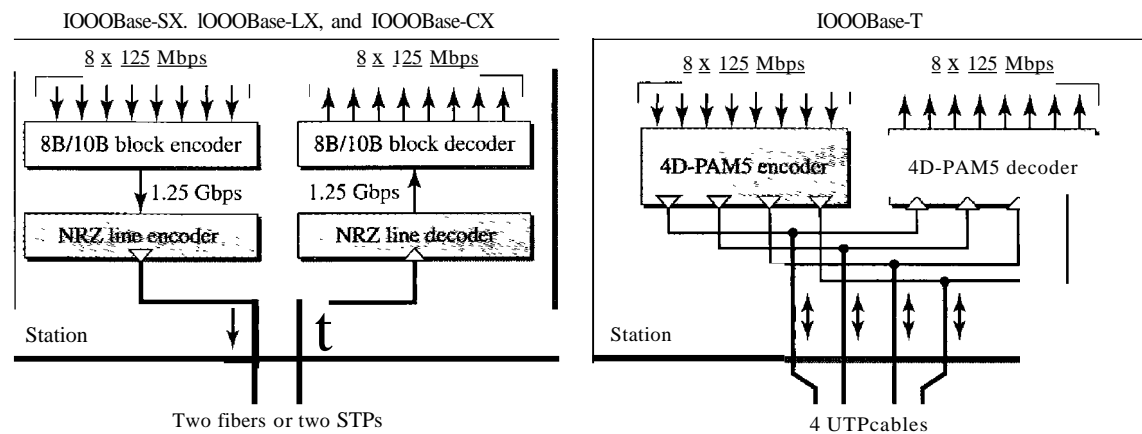 IOOOBase-SX. IOOOBase-LX, and IOOOBase-CX
8 x 125 Mbps
8 x 125 Mbps
8B/10B block encoder
8B/10B block decoder
1.25 Gbps
1.25 Gbps
NRZ line encoder
NRZ line decoder
Station
t
Two fibers or two STPs
IOOOBase-T
8 x 125 Mbps
8 x 125 Mbps
4D-PAM5 encoder
4D-PAM5 decoder
Station
4 UTPcables